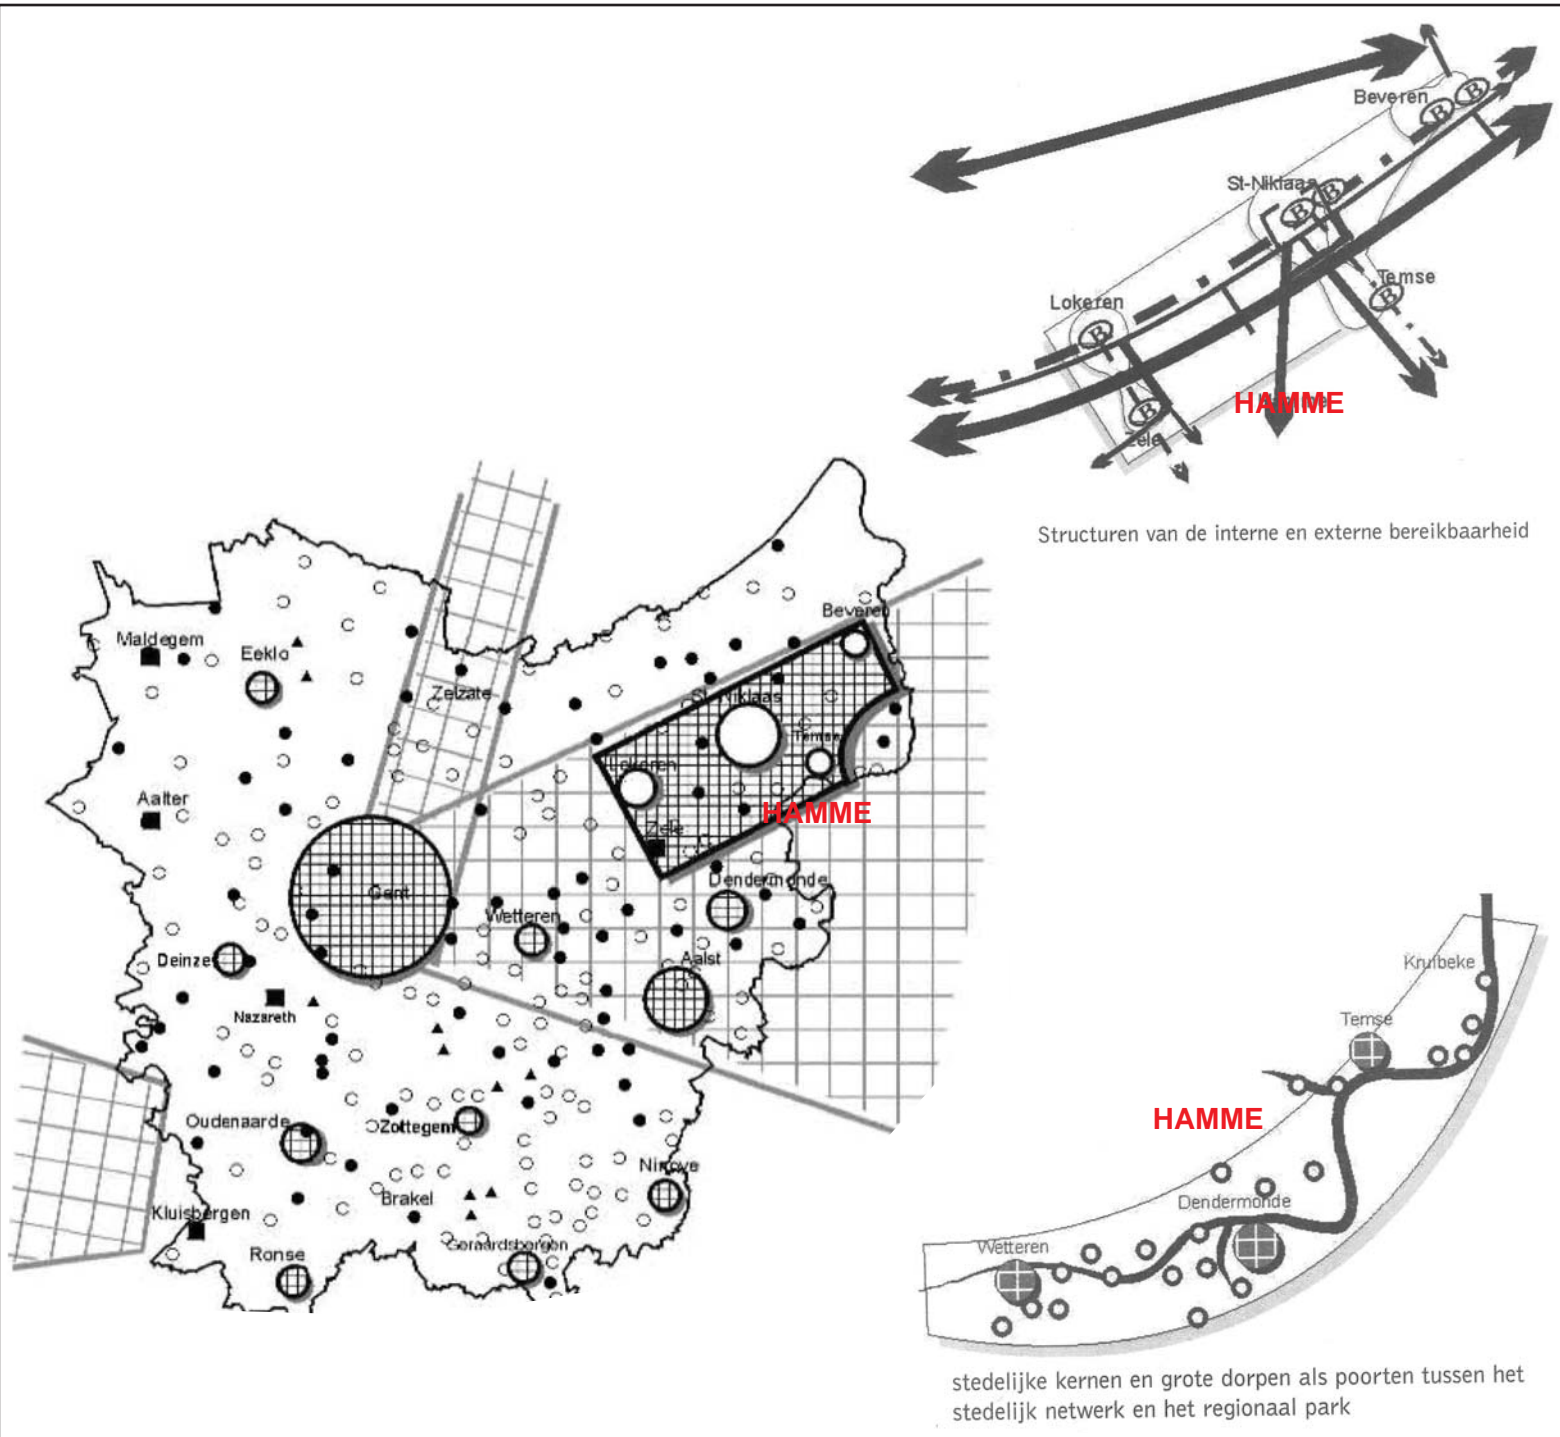 Beveren
B
B
St-Niklaas
B
B
Temse
B
Lokeren
B
HAMME
B
Zele
Structuren van de interne en externe bereikbaarheid
Beveren
Maldegem
Eeklo
Zelzate
St-Niklaas
Temse
Lokeren
Aalter
HAMME
Zele
Dendermonde
Gent
Wetteren
Deinze
Aalst
Nazareth
Oudenaarde
Zottegem
Ninove
Brakel
Kluisbergen
Geraardsbergen
Ronse
Kruibeke
Temse
HAMME
Dendermonde
Wetteren
stedelijke kernen en grote dorpen als poorten tussen het
stedelijk netwerk en het regionaal park